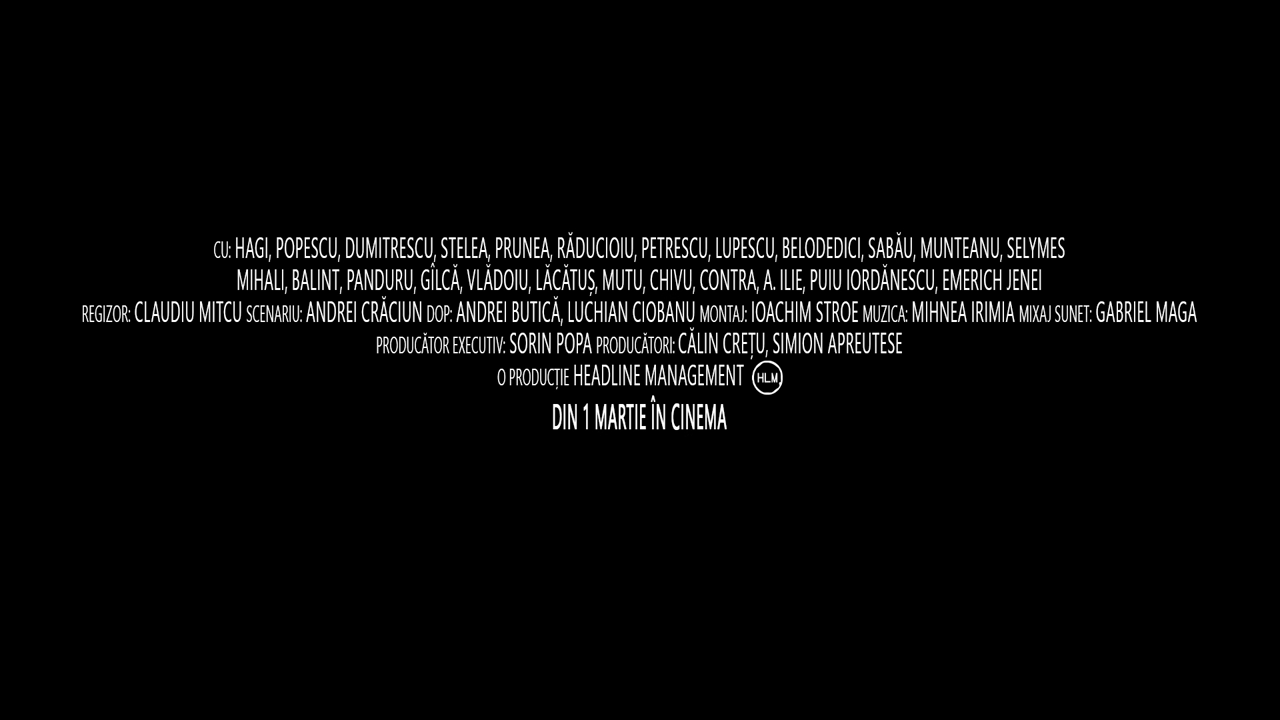 CU: HAGI, POPESCU, DUMITRESCU, STELEA, PRUNEA, RĂDUCIOIU, PETRESCU, LUPESCU, BELODEDICI, SABĂU, MUNTEANU, SELYMES
MIHALI, BALINT, PANDURU, GÎLCĂ, VLĂDOIU, LĂCĂTUȘ, MUTU, CHIVU, CONTRA, A. ILIE, PUIU IORDĂNESCU, EMERICH JENEI
REGIZOR: CLAUDIU MITCU SCENARIU: ANDREI CRĂCIUN DOP: ANDREI BUTICĂ, LUCHIAN CIOBANU MONTAJ: IOACHIM STROE MUZICA: MIHNEA IRIMIA MIXAJ SUNET: GABRIEL MAGA
PRODUCĂTOR EXECUTIV: SORIN POPA PRODUCĂTORI: CĂLIN CREȚU, SIMION APREUTESE
O PRODUCȚIE HEADLINE MANAGEMENT HLM
DIN 1 MARTIE ÎN CINEMA